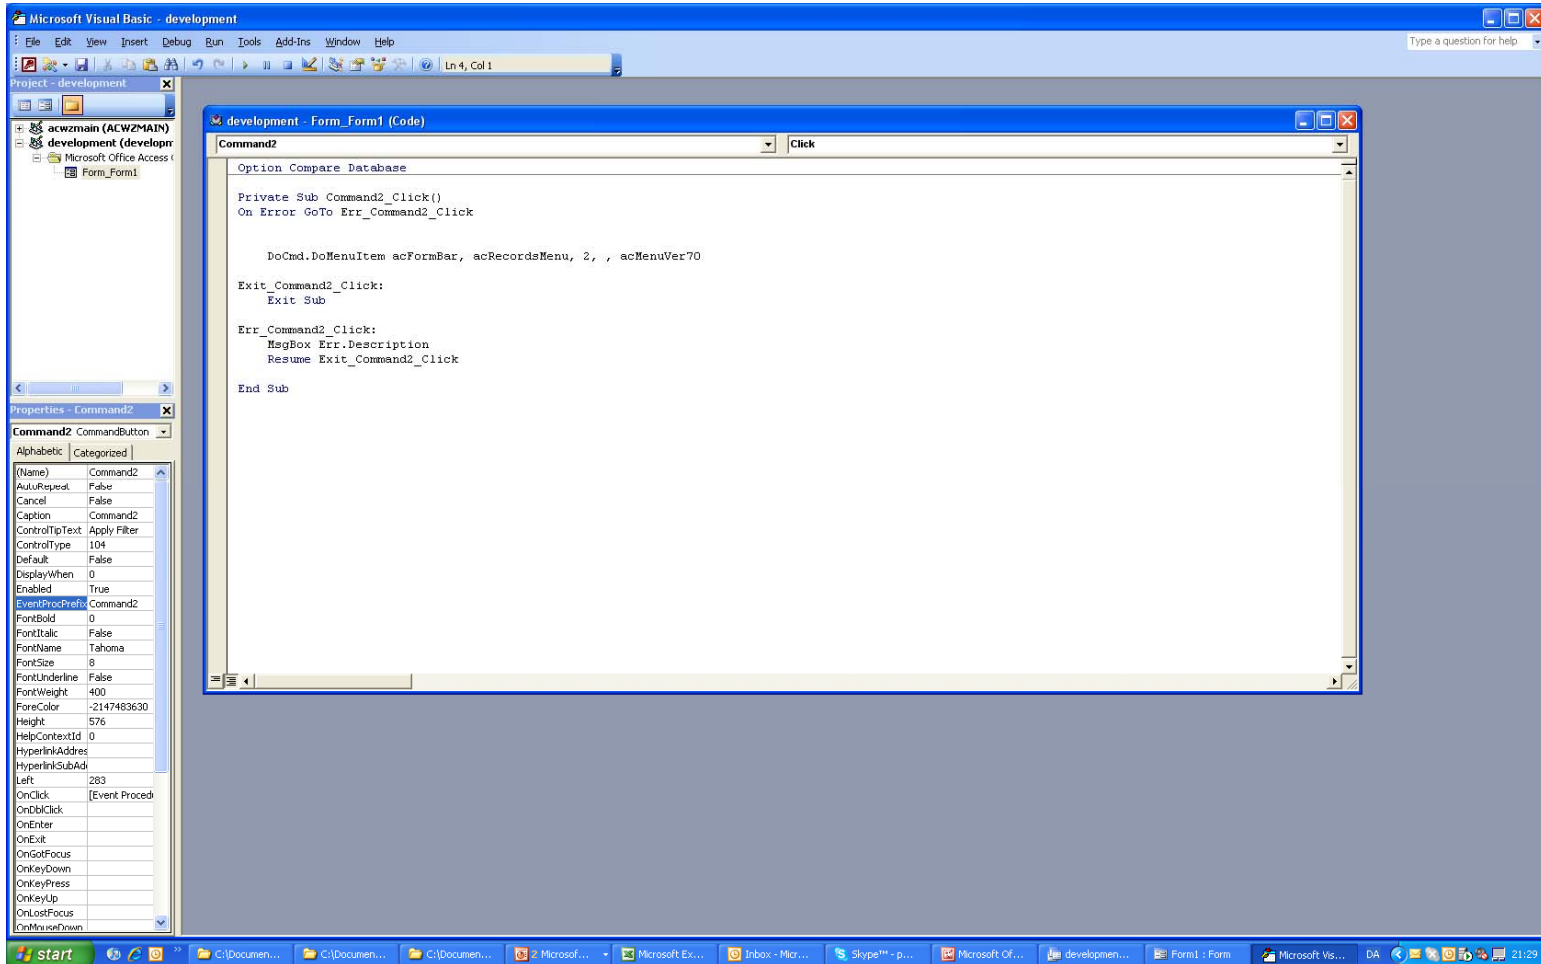 Microsoft Visual Basic - development
File Edit View Insert Debug Run Tools Add-Ins Window Help
Type a question for help
Ln 4, Col 1
Project - development
acwzmain (ACWZMAIN)
development (developm
Microsoft Office Access
Form_Form1
development - Form_Form1 (Code)
Command2
Click
Option Compare Database
Private Sub Command2_Click()
On Error GoTo Err_Command2_Click
DoCmd.DoMenuItem acFormBar, acRecordsMenu, 2, , acMenuVer70
Exit_Command2_Click:
Exit Sub
Err_Command2_Click:
MsgBox Err.Description
Resume Exit_Command2_Click
End Sub
Properties - Command2
Command2 CommandButton
Alphabetic Categorized
(Name) Command2
AutoRepeat False
Cancel False
Caption Command2
ControlTipText Apply Filter
ControlType 104
Default False
DisplayWhen 0
Enabled True
EventProcPrefix Command2
FontBold 0
FontItalic False
FontName Tahoma
FontSize 8
FontUnderline False
FontWeight 400
ForeColor -2147483630
Height 576
HelpContextId 0
HyperlinkAddres
HyperlinkSubAd
Left 283
OnClick [Event Procedu
OnDblClick
OnEnter
OnExit
OnGotFocus
OnKeyDown
OnKeyPress
OnKeyUp
OnLostFocus
OnMouseDown
start
C:\Documen...
C:\Documen...
C:\Documen...
2 Microsof...
Microsoft Ex...
Inbox - Micr...
Skype™ - p...
Microsoft Of...
developmen...
Form1 : Form
Microsoft Vis...
DA
21:29